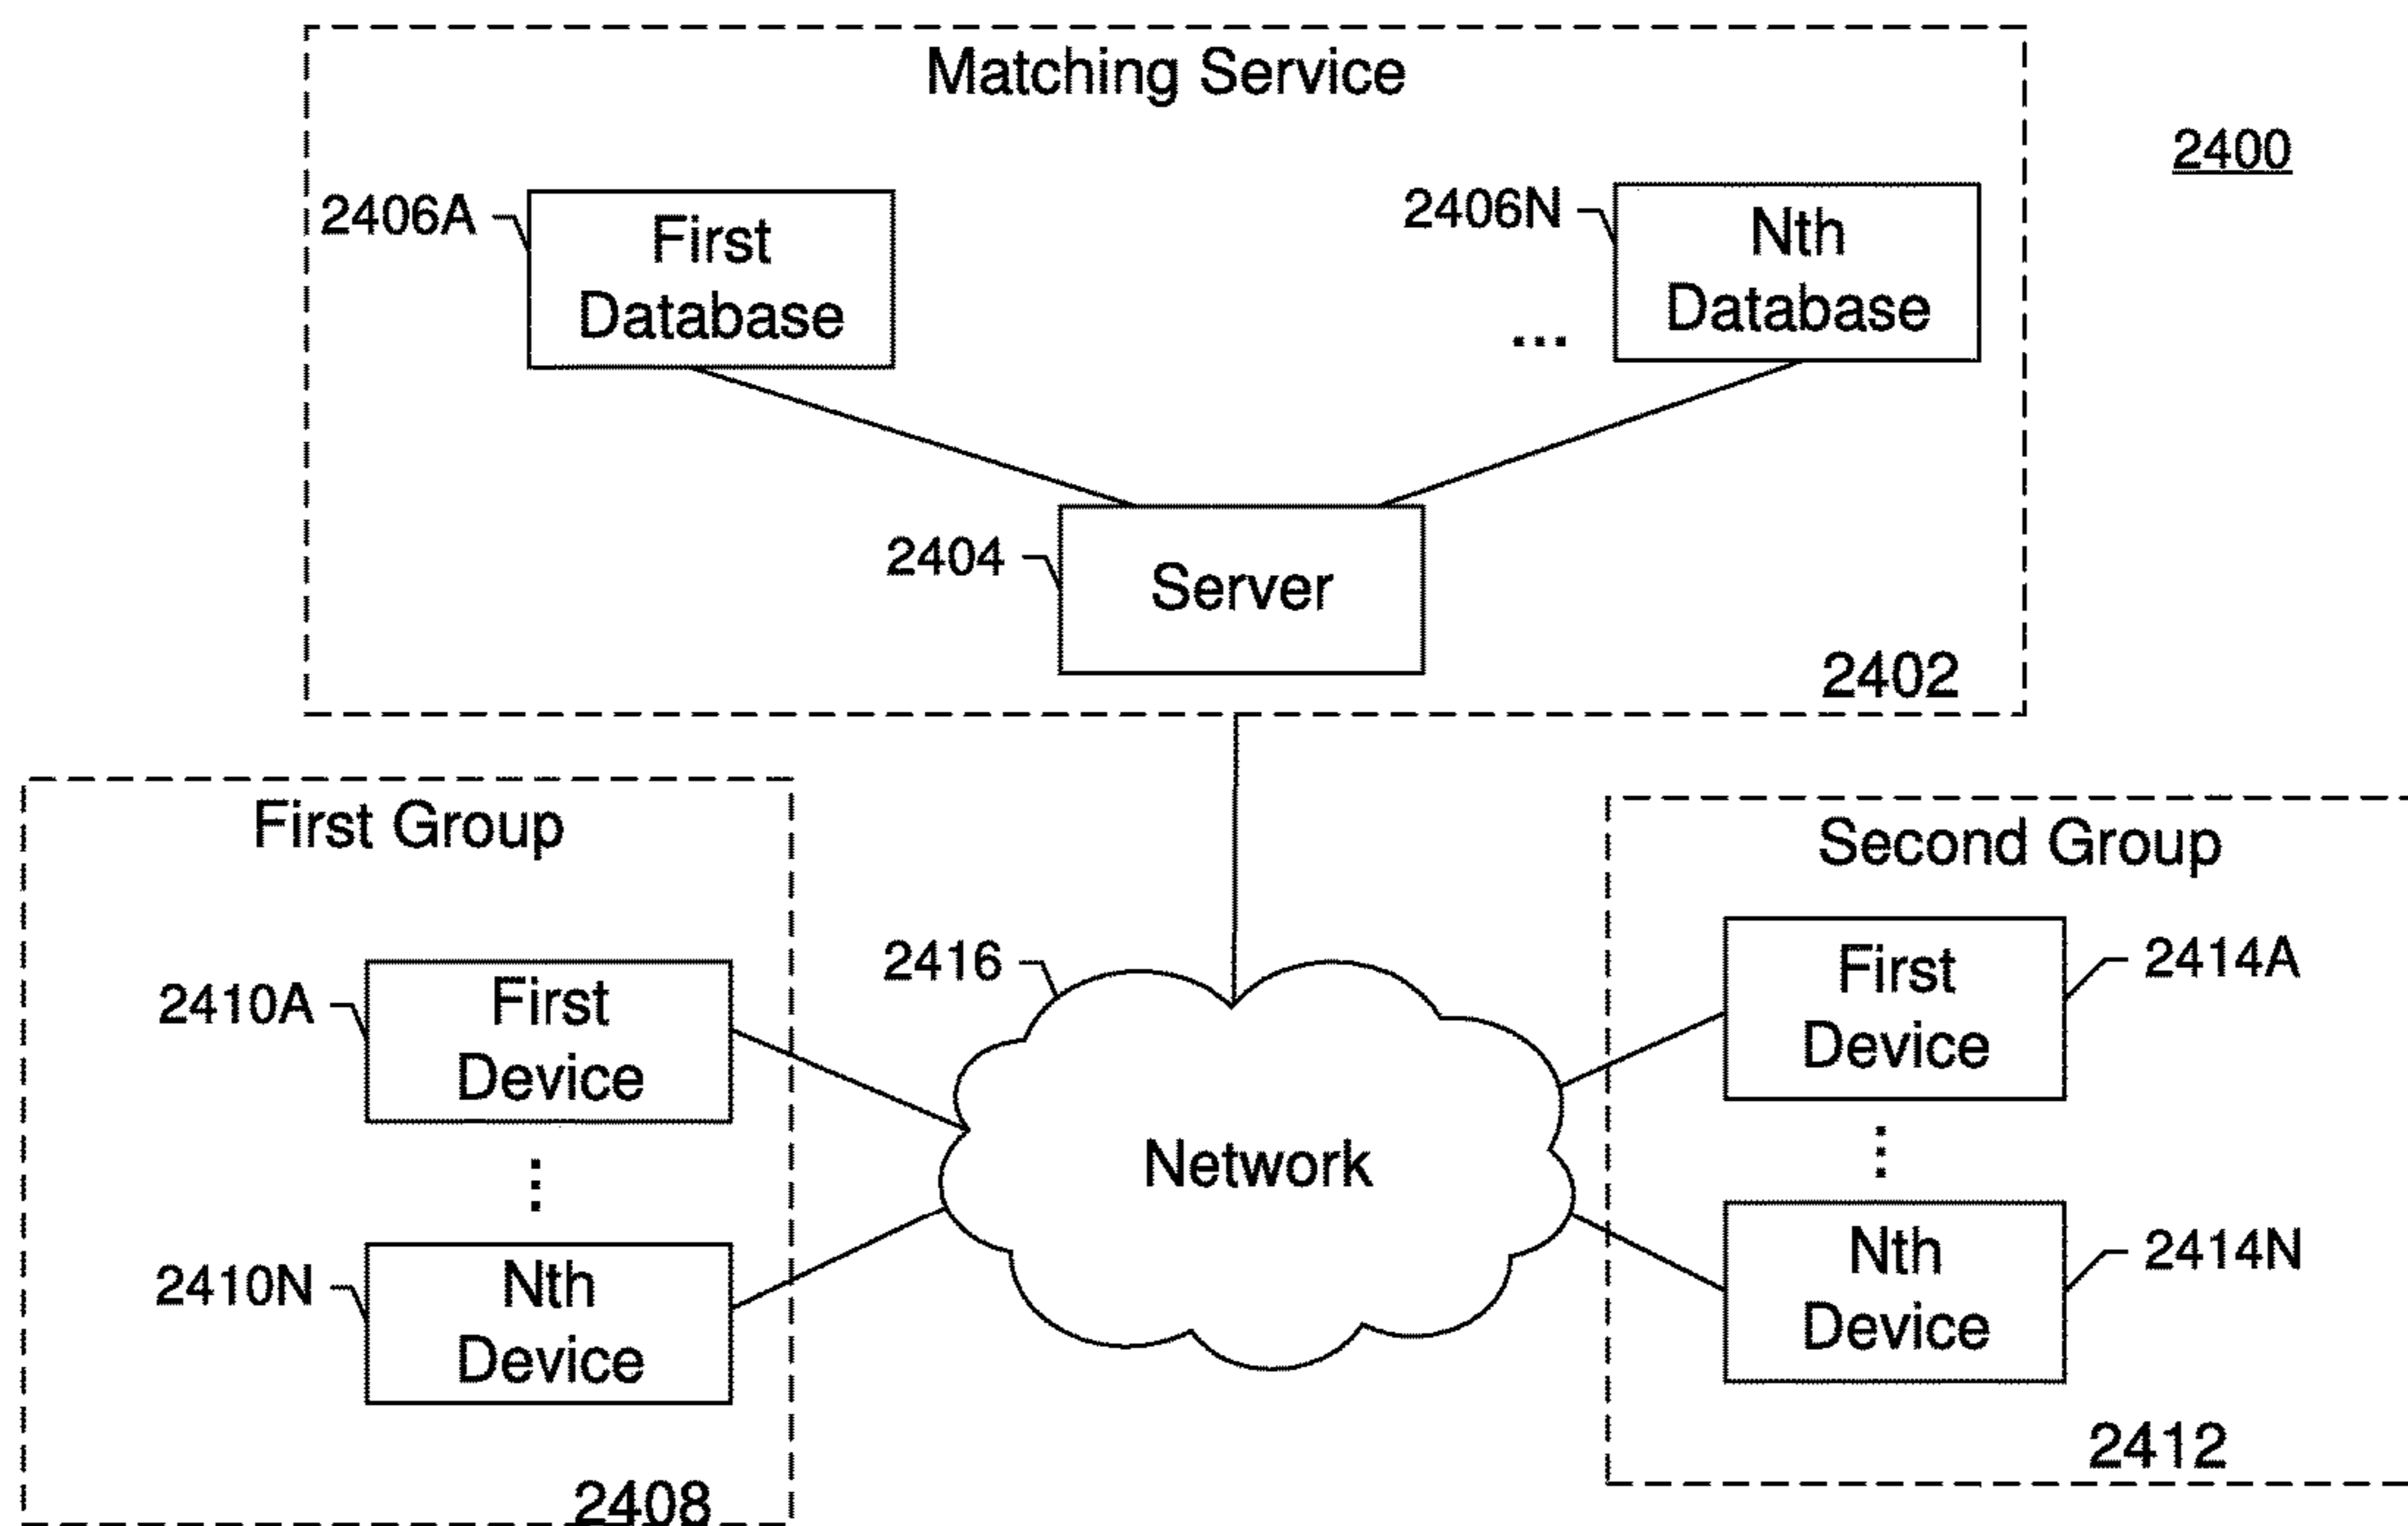 Matching Service
2400
2406A
First
Database
2406N
Nth
Database
...
2404
Server
2402
First Group
2410A
First
Device
...
2410N
Nth
Device
2408
2416
Network
Second Group
First
Device
2414A
...
Nth
Device
2414N
2412